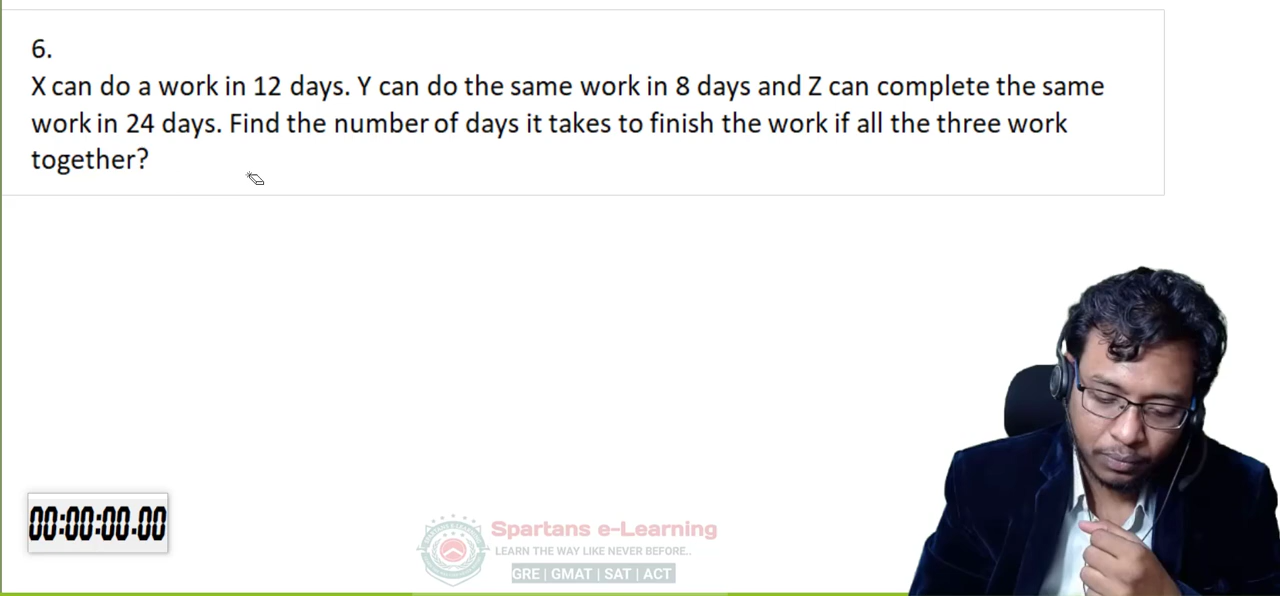 6.
X can do a work in 12 days. Y can do the same work in 8 days and Z can complete the same
work in 24 days. Find the number of days it takes to finish the work if all the three work
together?
00:00:00.00
Spartans e-Learning
LEARN THE WAY LIKE NEVER BEFORE..
GRE | GMAT | SAT | ACT